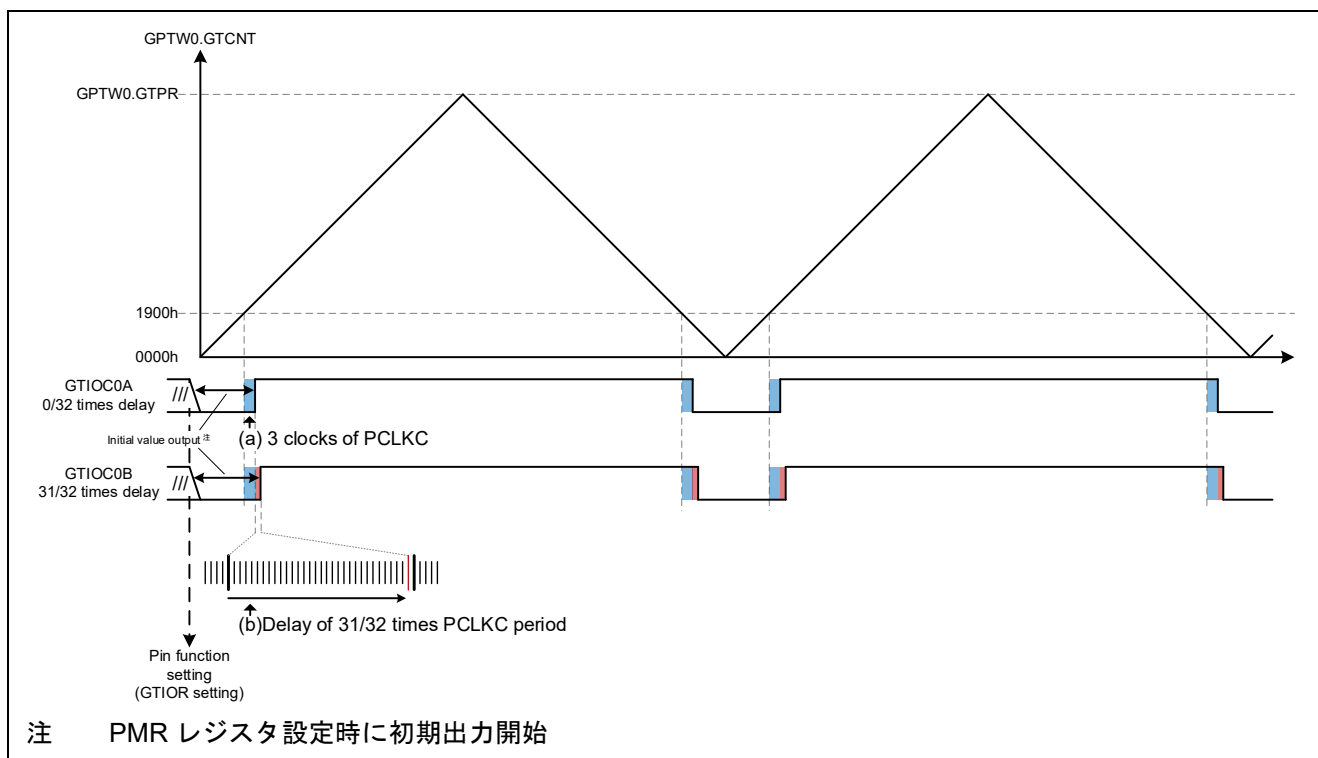 GPTW0.GTCNT
GPTW0.GTPR
1900h
0000h
GTIOC0A
0/32 times delay
///
Initial value output 注
(a) 3 clocks of PCLKC
GTIOC0B
31/32 times delay
///
(b)Delay of 31/32 times PCLKC period
Pin function
setting
(GTIOR setting)
注 PMR レジスタ設定時に初期出力開始